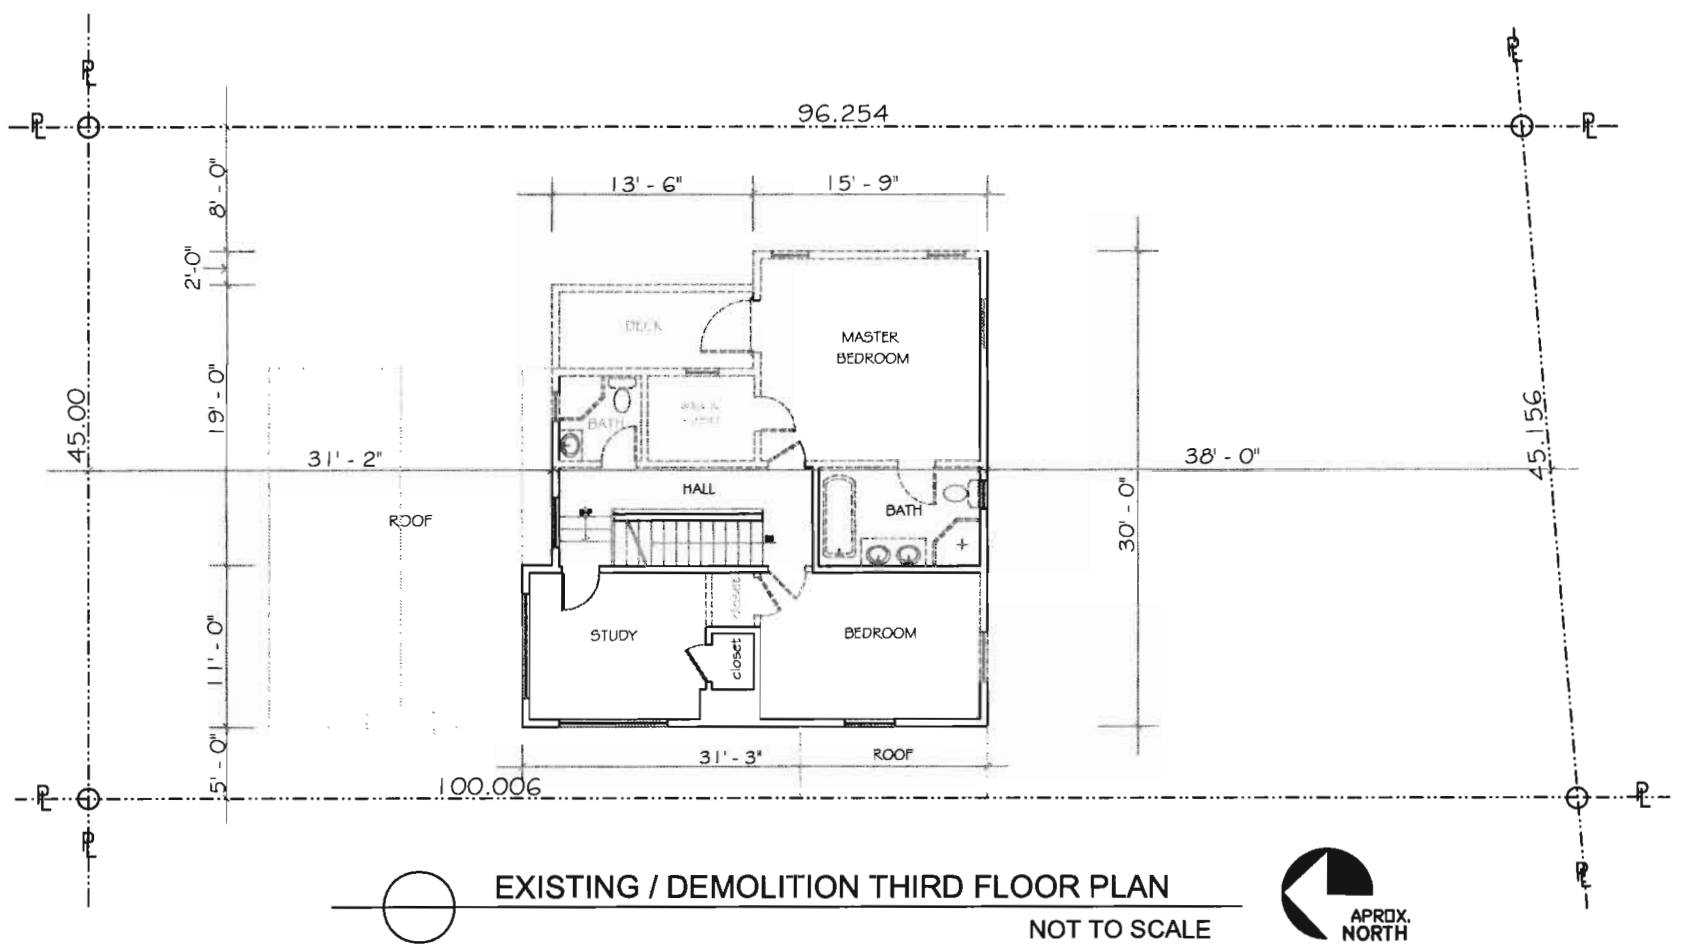 PL
PL
PL
96.254
PL
13' - 6"
15' - 9"
8' - 0"
2'-0"
DECK
MASTER
BEDROOM
45.00
19' - 0"
BATH
45.156
31' - 2"
38' - 0"
HALL
ROOF
BATH
30' - 0"
closet
STUDY
BEDROOM
closet
11' - 0"
5' - 0"
31' - 3"
ROOF
PL
100.006
PL
PL
PL
EXISTING / DEMOLITION THIRD FLOOR PLAN
NOT TO SCALE
APROX.
NORTH